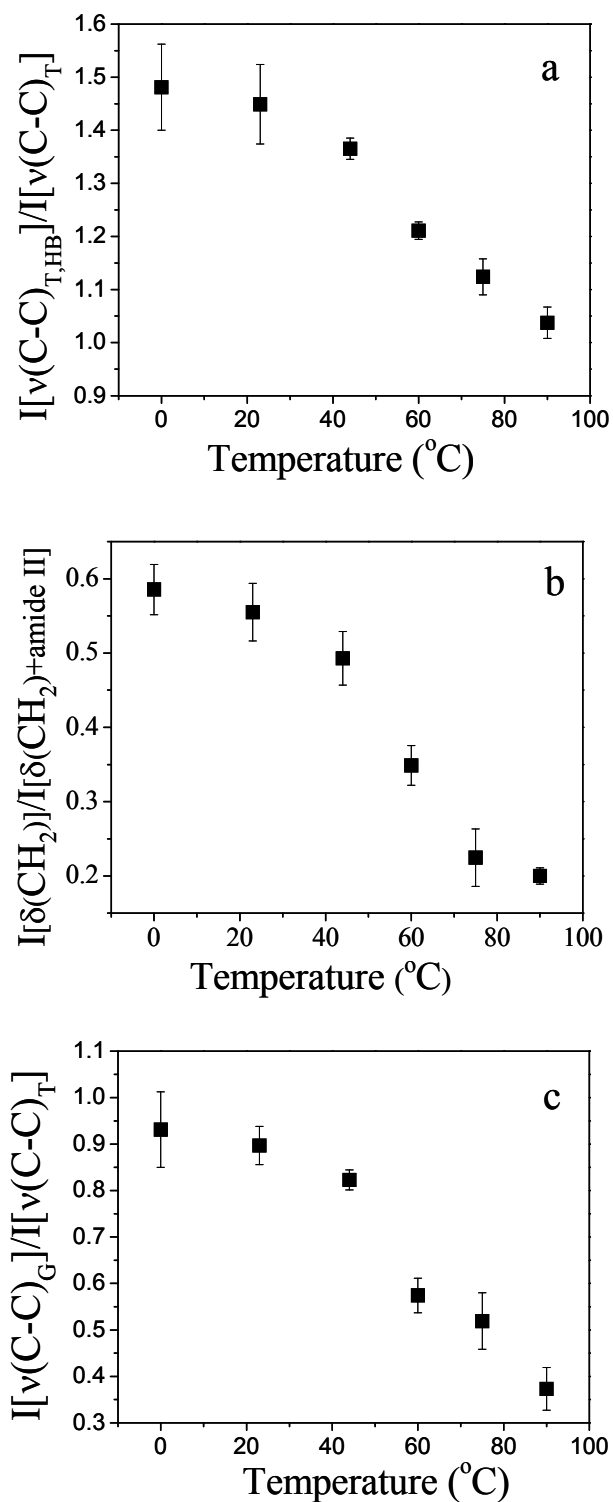 a
I[ν(C-C)T,HB]/I[ν(C-C)T]
1.6
1.5
1.4
1.3
1.2
1.1
1.0
0.9
0 20 40 60 80 100
Temperature (°C)
b
I[δ(CH2)]/I[δ(CH2)+amide II]
0.6
0.5
0.4
0.3
0.2
0 20 40 60 80 100
Temperature (°C)
c
I[ν(C-C)G]/I[ν(C-C)T]
1.1
1.0
0.9
0.8
0.7
0.6
0.5
0.4
0.3
0 20 40 60 80 100
Temperature (°C)